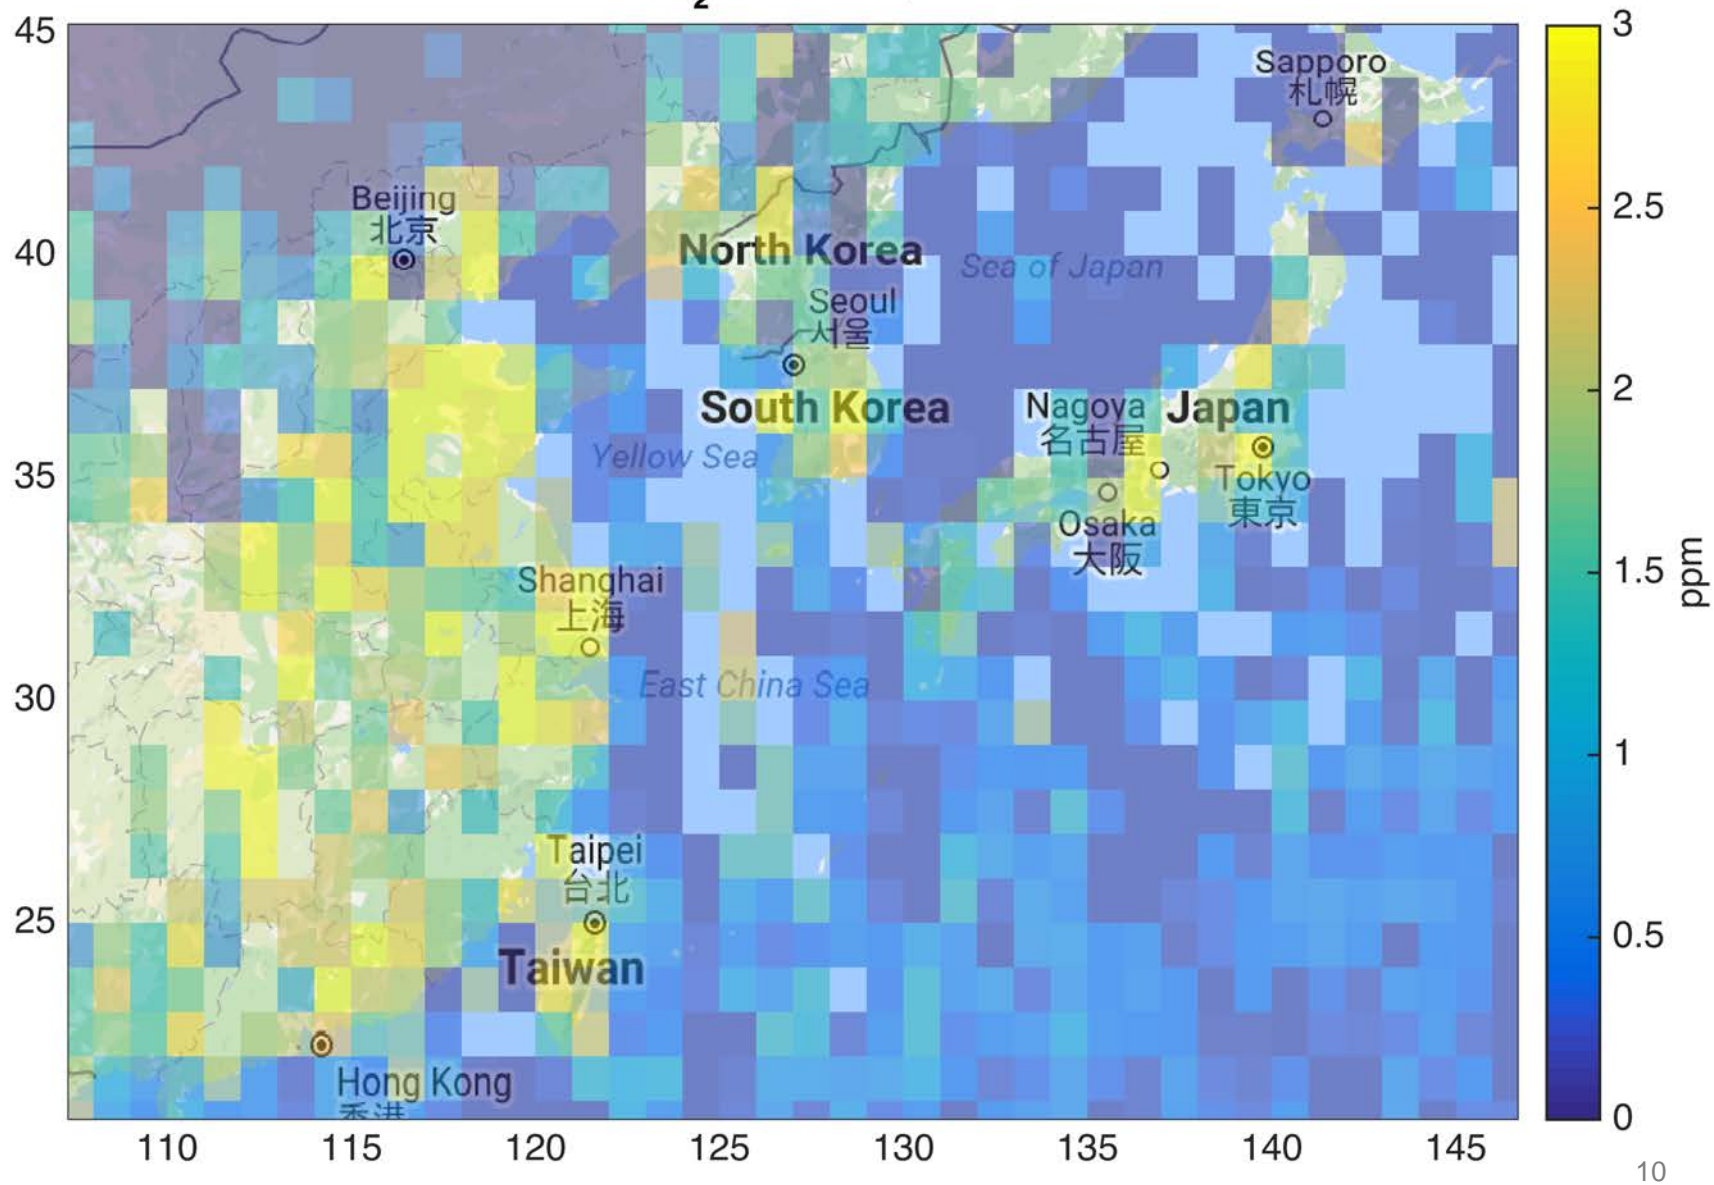 2
45
40
35
30
25
110
115
120
125
130
135
140
145
3
2.5
2
1.5
1
0.5
0
ppm
Sapporo
札幌
Beijing
北京
North Korea
Sea of Japan
Seoul
서울
South Korea
Nagoya
名古屋
Japan
Yellow Sea
Tokyo
東京
Osaka
大阪
Shanghai
上海
East China Sea
Taipei
台北
Taiwan
Hong Kong
香港
10